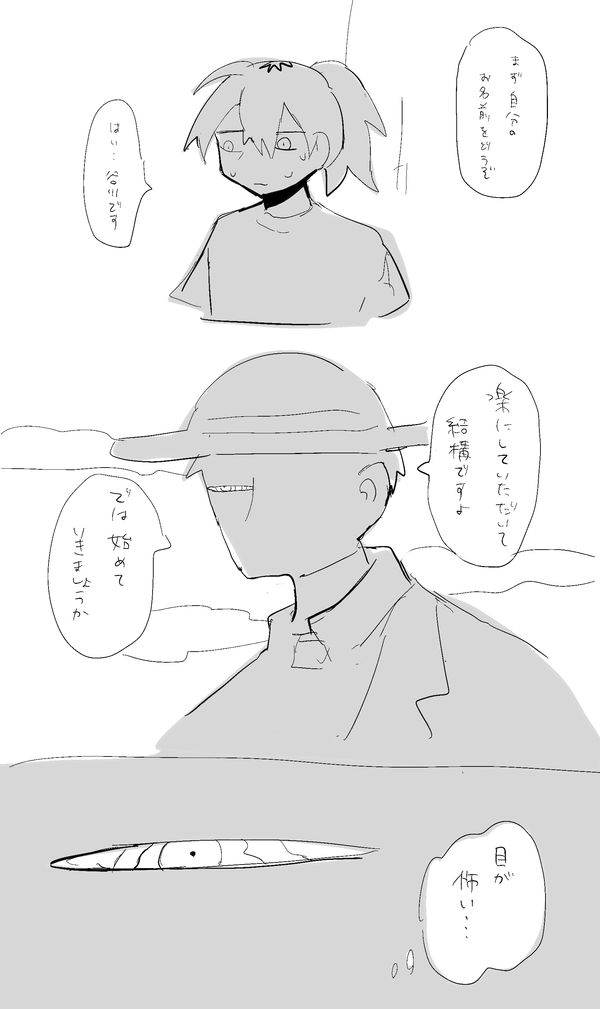 まず自分の
お名前をどうぞ
はい…谷川です
楽にしていただいて
結構ですよ
では始めて
いきましょうか
目が
怖い…